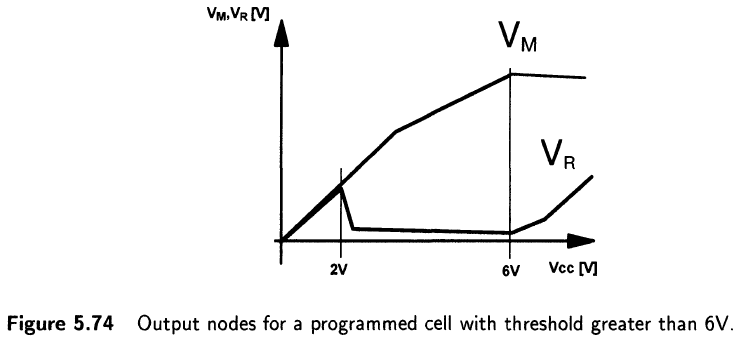 VM,VR [V]
VM
VR
2V
6V
Vcc [V]
Figure 5.74 Output nodes for a programmed cell with threshold greater than 6V.